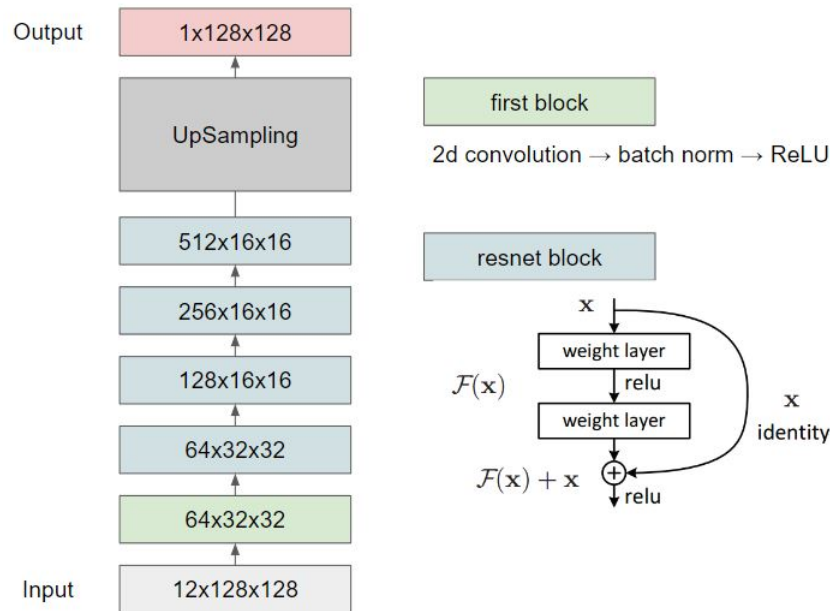 Output
1x128x128
UpSampling
512x16x16
256x16x16
128x16x16
64x32x32
64x32x32
Input
12x128x128
first block
2d convolution → batch norm → ReLU
resnet block
x
weight layer
F(x)
relu
weight layer
x
identity
F(x) + x
relu